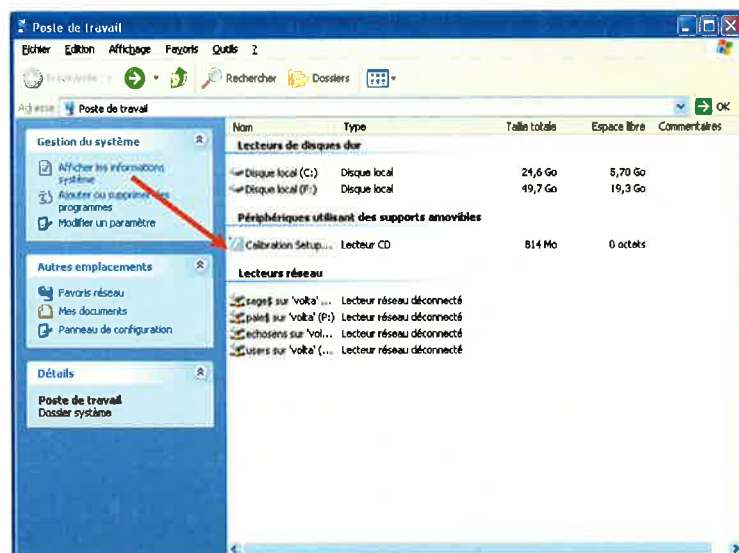 Poste de travail
Fichier Edition Affichage Favoris Outils ?
Rechercher Dossiers
Adresse Poste de travail OK
Nom Type Taille totale Espace libre Commentaires
Gestion du système
Afficher les informations
système
Ajouter ou supprimer des
programmes
Modifier un paramètre
Autres emplacements
Favoris réseau
Mes documents
Panneau de configuration
Détails
Poste de travail
Dossier système
Lecteurs de disques dur
Disque local (C:) Disque local 24,6 Go 5,70 Go
Disque local (F:) Disque local 49,7 Go 19,3 Go
Périphériques utilisant des supports amovibles
Calibration Setup... Lecteur CD 814 Mo 0 octets
Lecteurs réseau
sage$ sur 'volta' ... Lecteur réseau déconnecté
paie$ sur 'volta' (P:) Lecteur réseau déconnecté
echosens sur 'vol... Lecteur réseau déconnecté
users sur 'volta' (... Lecteur réseau déconnecté